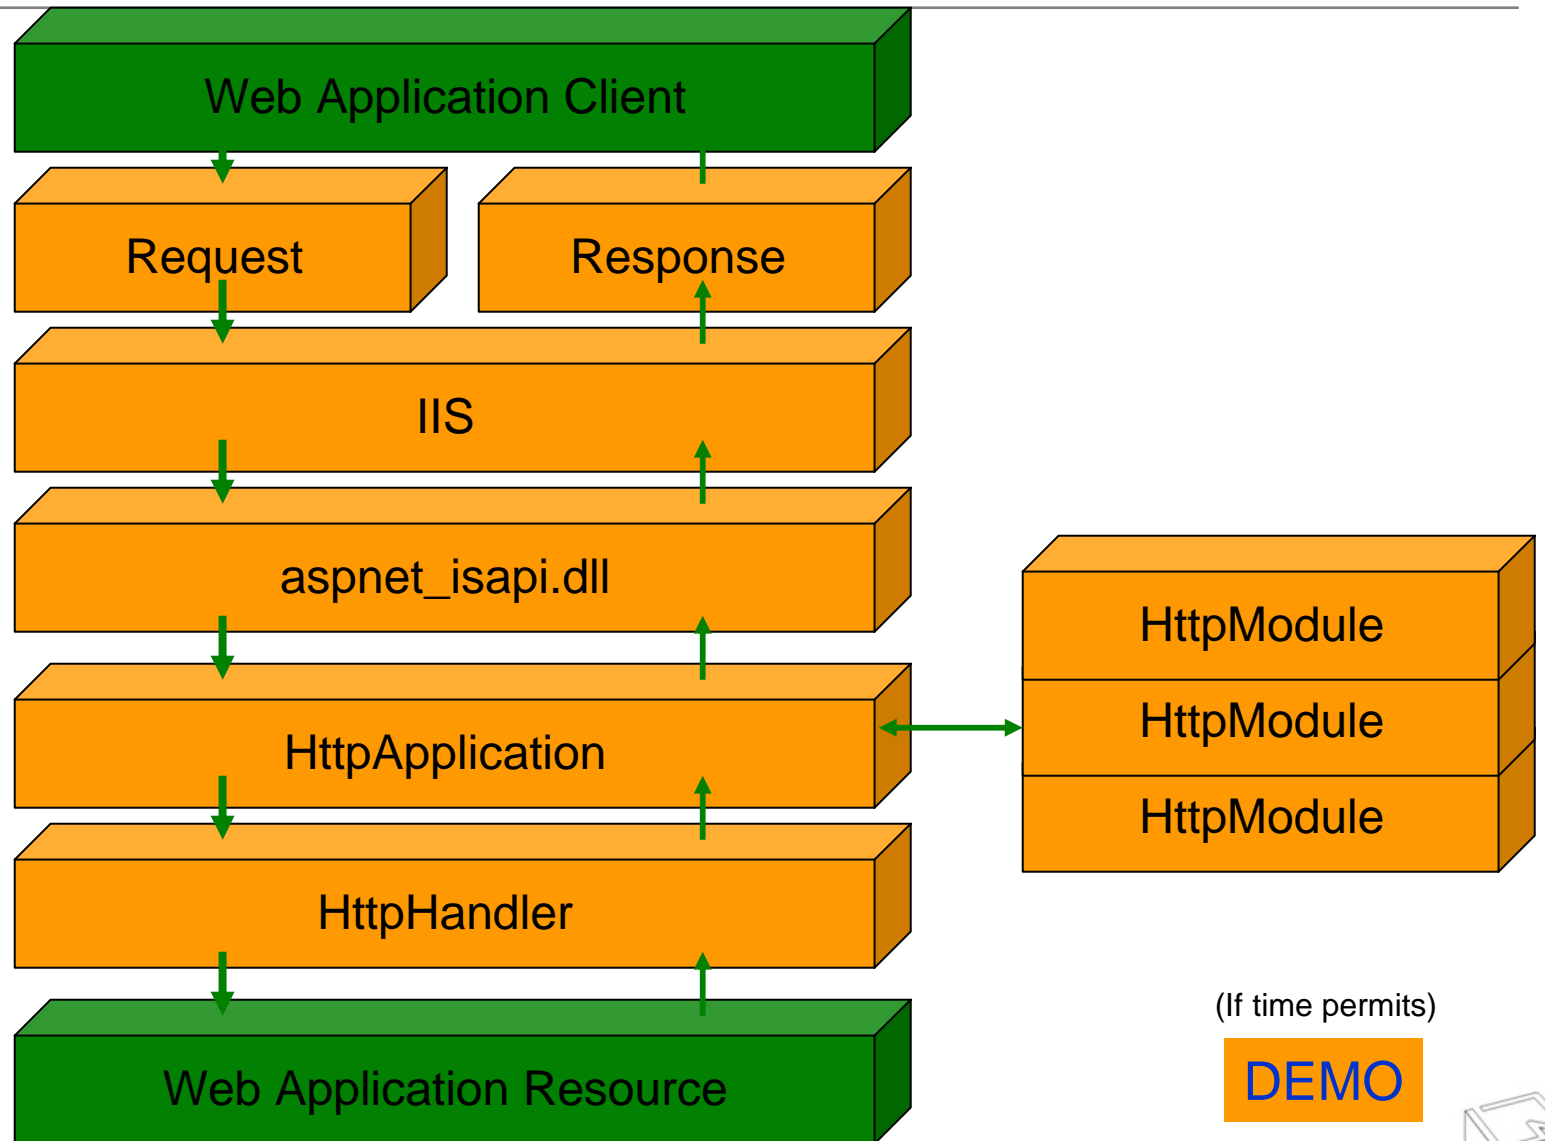 Web Application Client
Request
Response
IIS
aspnet_isapi.dll
HttpApplication
HttpHandler
Web Application Resource
HttpModule
HttpModule
HttpModule
(If time permits)
DEMO